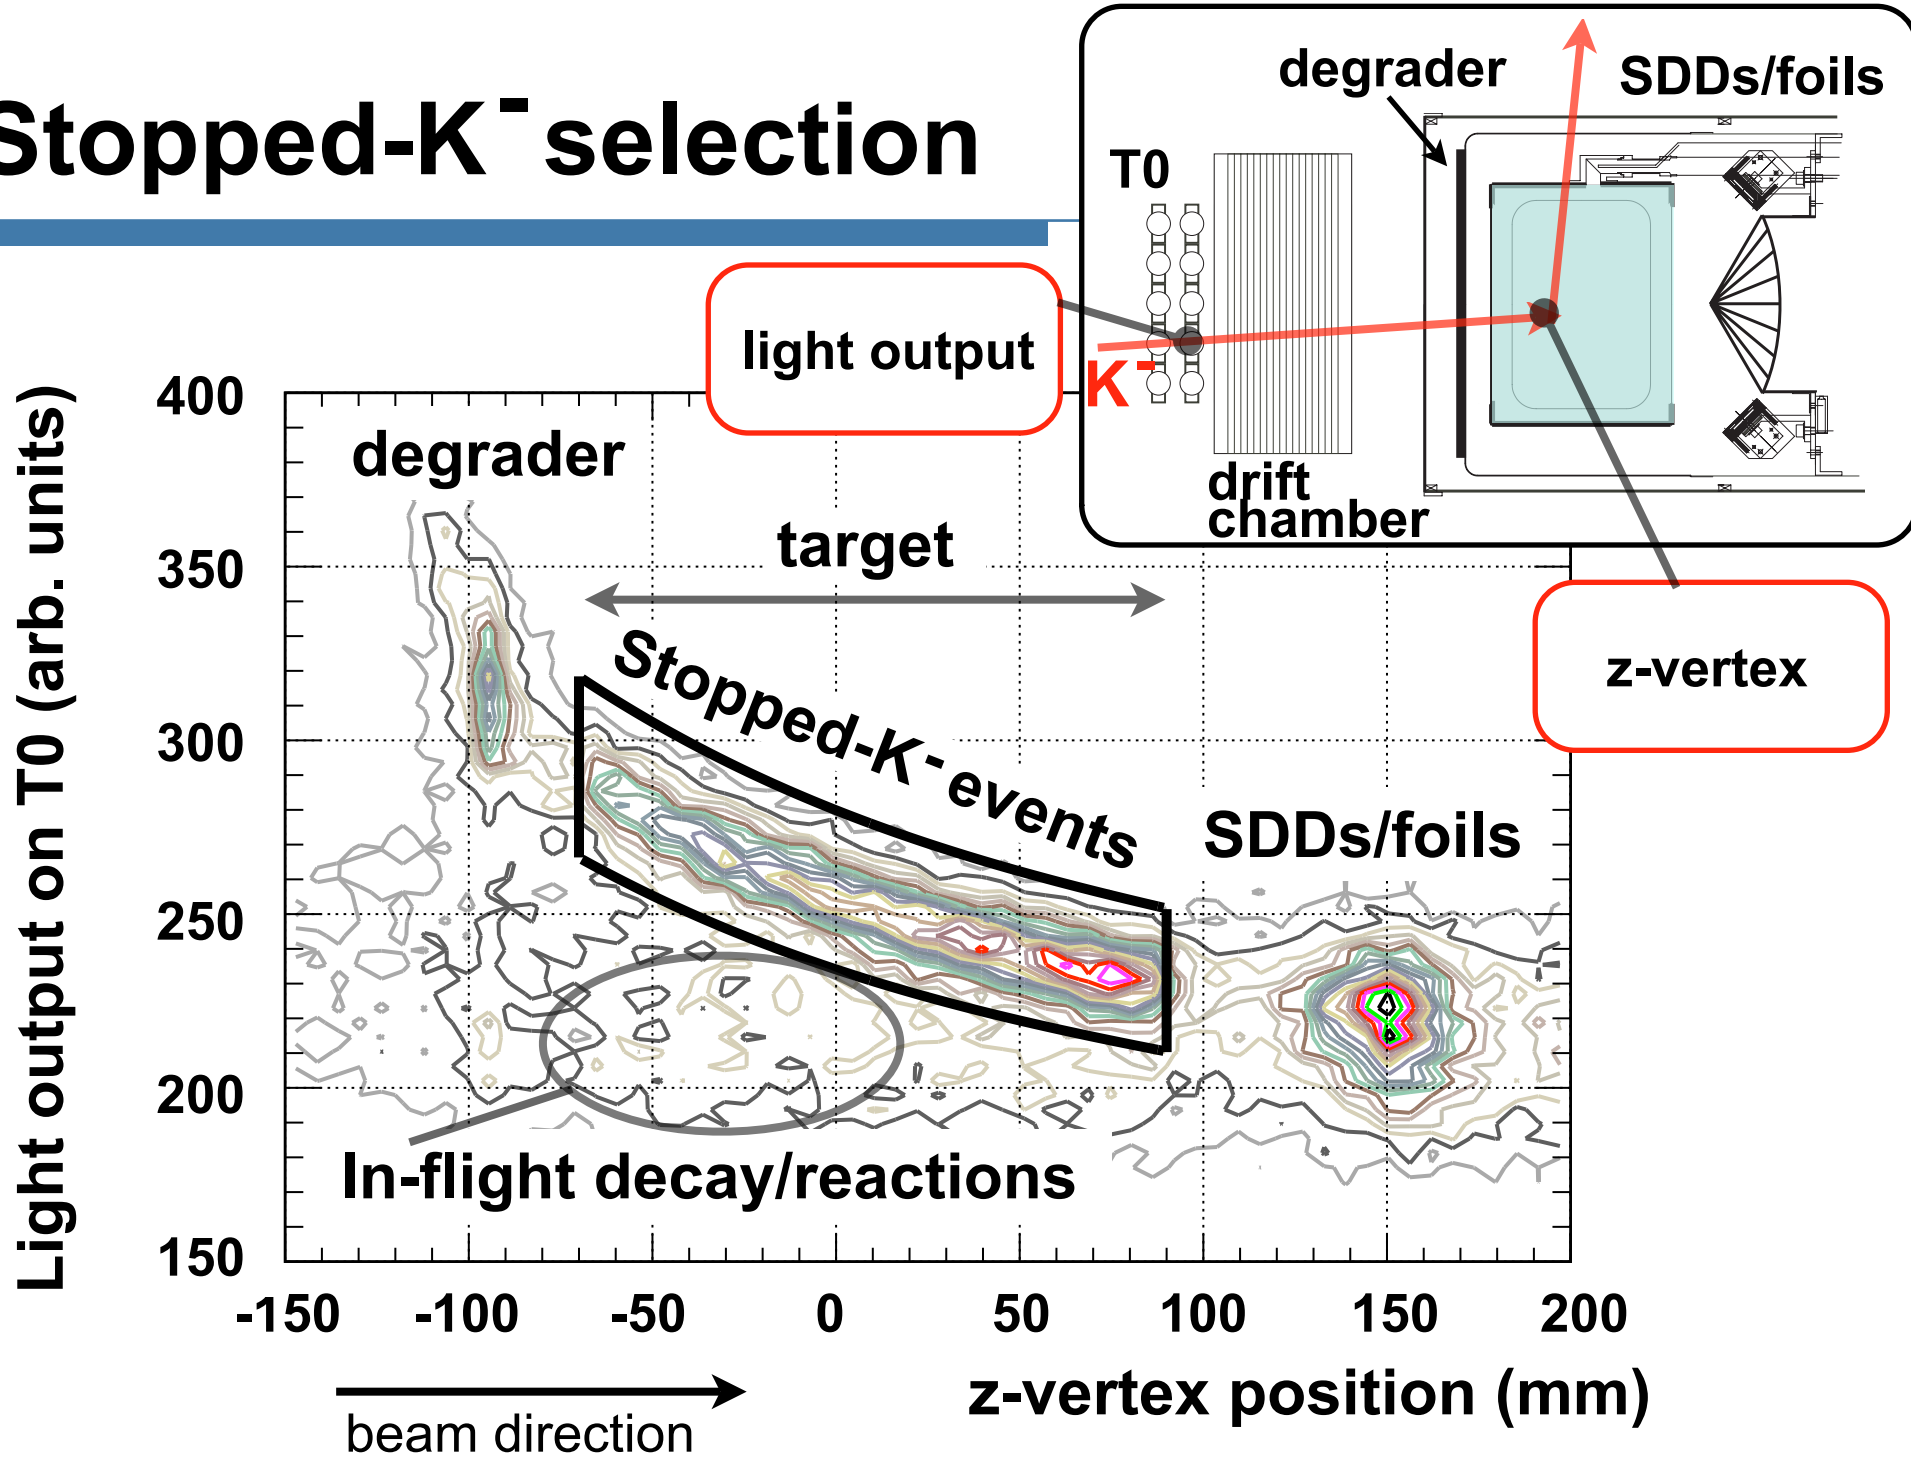 Stopped-K⁻ selection
degrader
SDDs/foils
T0
K⁻
drift
chamber
light output
z-vertex
Light output on T0 (arb. units)
400
350
300
250
200
150
degrader
target
Stopped-K⁻ events
SDDs/foils
In-flight decay/reactions
-150 -100 -50 0 50 100 150 200
z-vertex position (mm)
beam direction